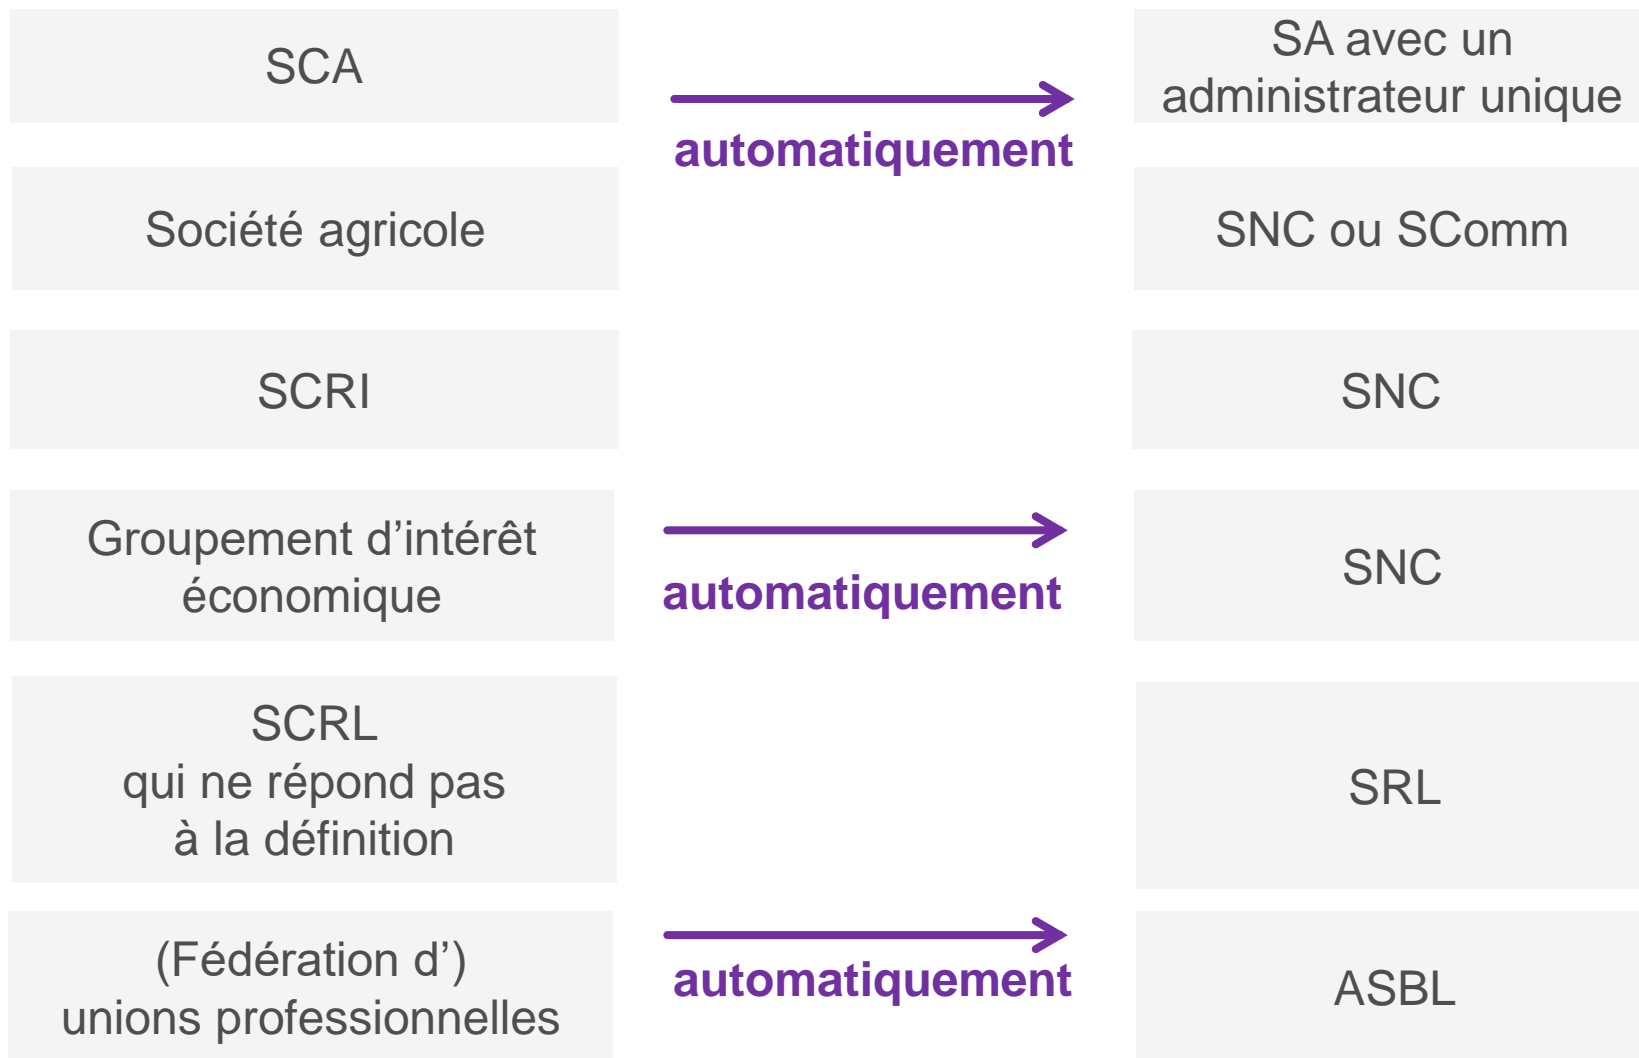 SCA
automatiquement
SA avec un
administrateur unique
Société agricole
SNC ou SComm
SCRI
SNC
Groupement d’intérêt
économique
automatiquement
SNC
SCRL
qui ne répond pas
à la définition
SRL
(Fédération d’)
unions professionnelles
automatiquement
ASBL